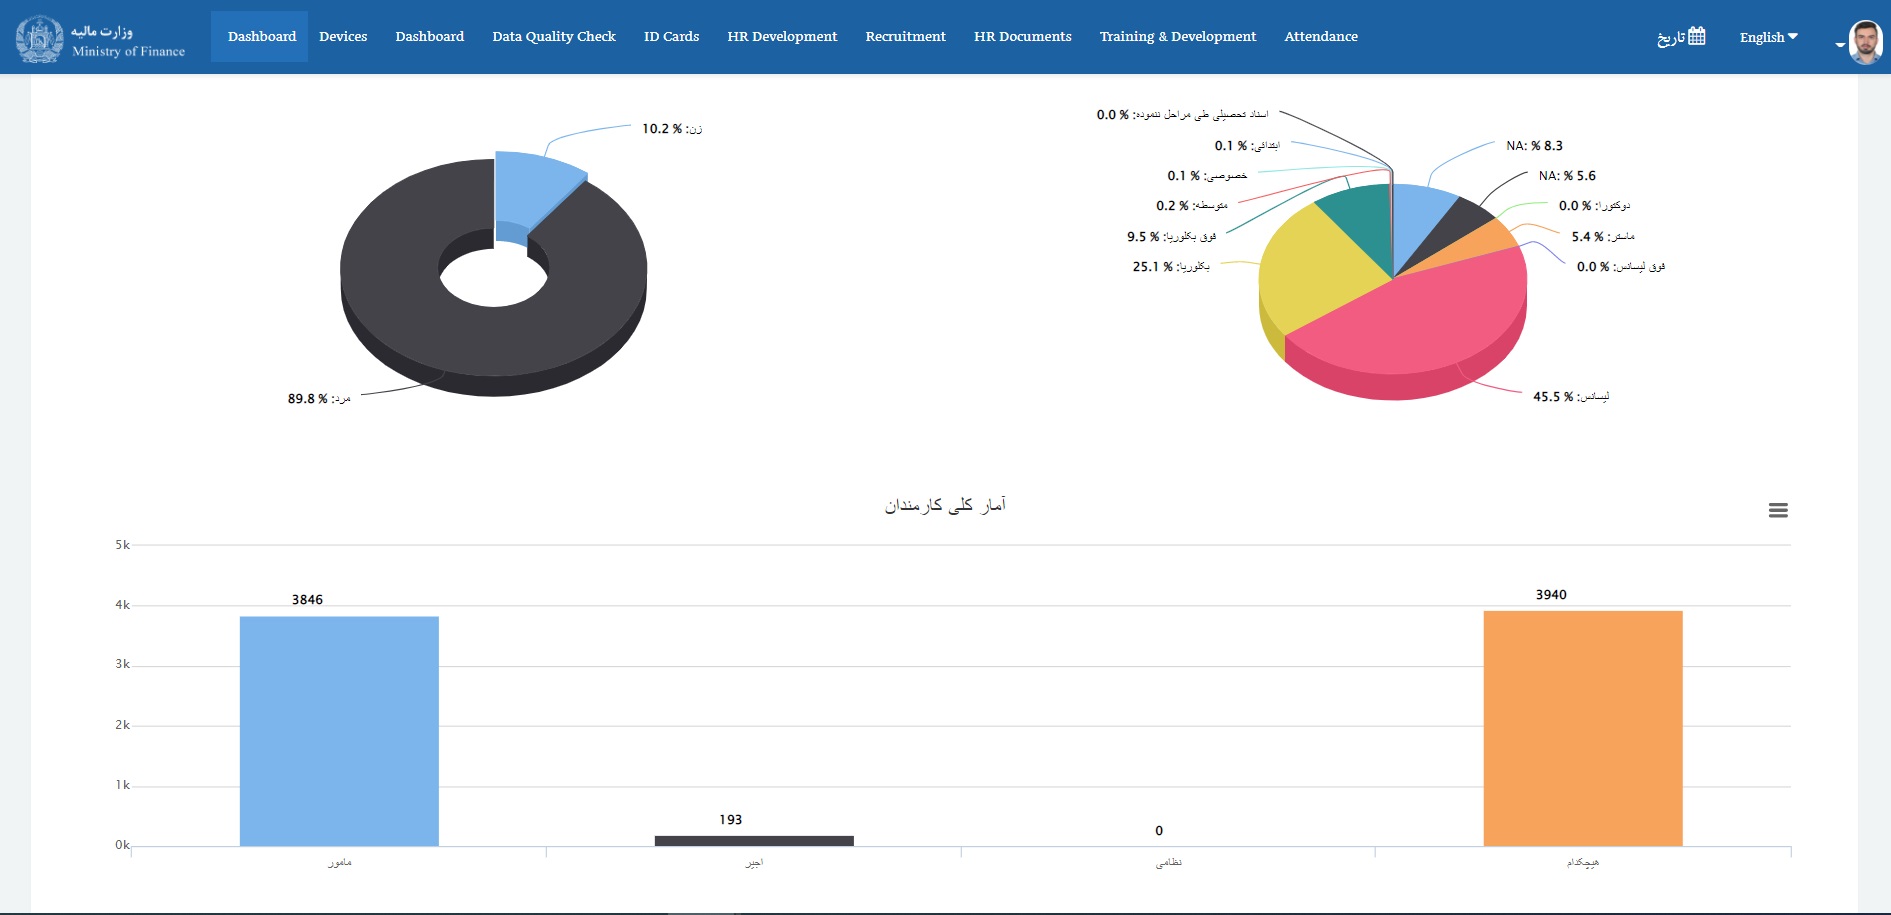 وزارت مالیه
Ministry of Finance
Dashboard
Devices
Dashboard
Data Quality Check
ID Cards
HR Development
Recruitment
HR Documents
Training & Development
Attendance
تاریخ
English
زن: % 10.2
مرد: % 89.8
اسناد تحصیلی طی مراحل ننموده: % 0.0
ابتدائی: % 0.1
خصوصی: % 0.1
متوسطه: % 0.2
فوق بکلوریا: % 9.5
بکلوریا: % 25.1
NA: % 8.3
NA: % 5.6
دوکتورا: % 0.0
ماستر: % 5.4
فوق لیسانس: % 0.0
لیسانس: % 45.5
آمار کلی کارمندان
5k
4k
3k
2k
1k
0k
3846
193
0
3940
مامور
اجیر
نظامی
هیچکدام